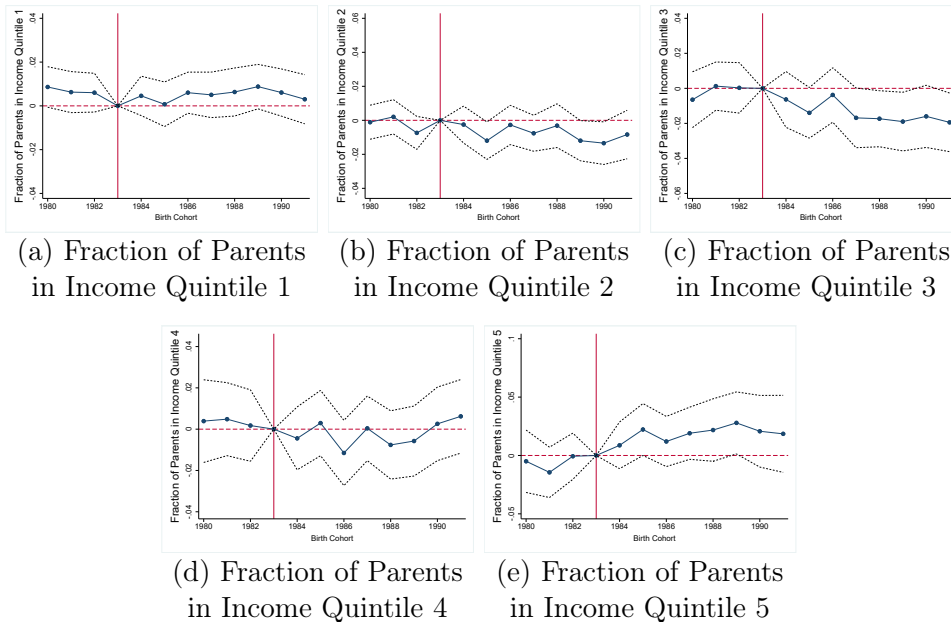 Fraction of Parents in Income Quintile 1
.04
.02
0
-.02
-.04
1980 1982 1984 1986 1988 1990
Birth Cohort
(a) Fraction of Parents
in Income Quintile 1
Fraction of Parents in Income Quintile 2
.06
.04
.02
0
-.02
-.04
1980 1982 1984 1986 1988 1990
Birth Cohort
(b) Fraction of Parents
in Income Quintile 2
Fraction of Parents in Income Quintile 3
.04
.02
0
-.02
-.04
-.06
1980 1982 1984 1986 1988 1990
Birth Cohort
(c) Fraction of Parents
in Income Quintile 3
Fraction of Parents in Income Quintile 4
.04
.02
0
-.02
-.04
1980 1982 1984 1986 1988 1990
Birth Cohort
(d) Fraction of Parents
in Income Quintile 4
Fraction of Parents in Income Quintile 5
.1
.05
0
-.05
1980 1982 1984 1986 1988 1990
Birth Cohort
(e) Fraction of Parents
in Income Quintile 5